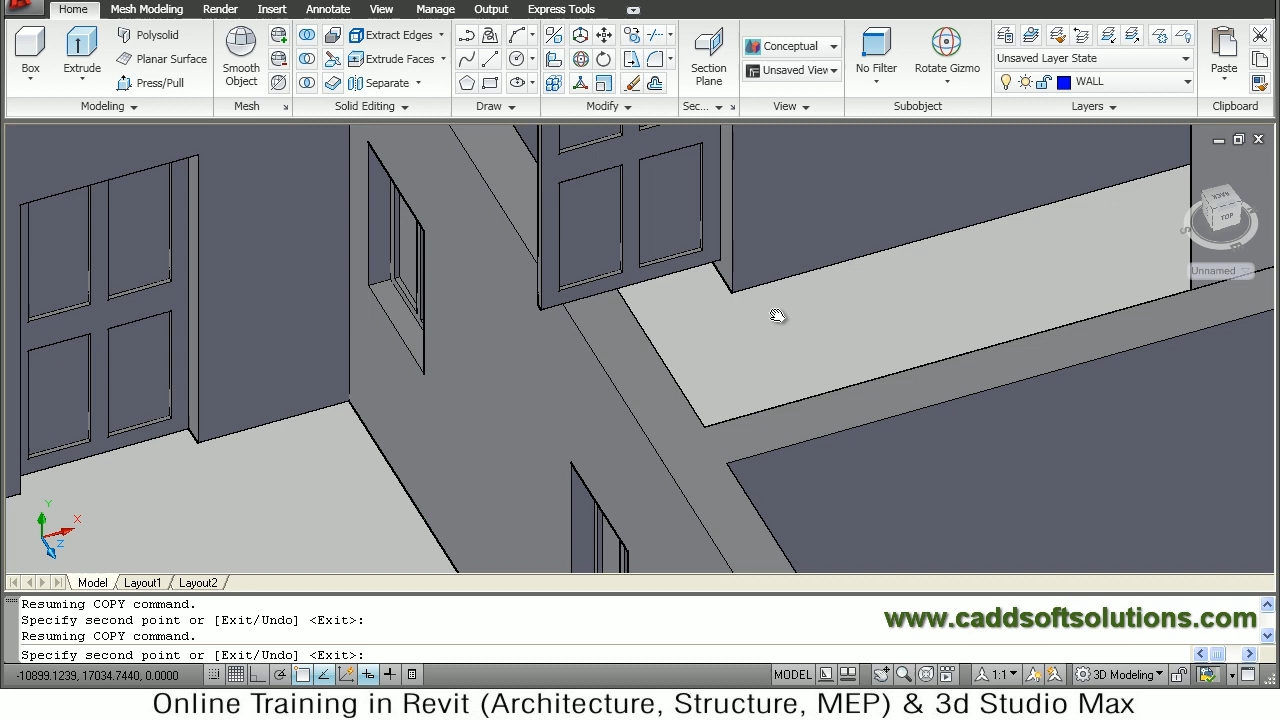 Home Mesh Modeling Render Insert Annotate View Manage Output Express Tools
Polysolid Extract Edges Conceptual Unsaved Layer State
Box Extrude Planar Surface Smooth Object Extrude Faces Section Plane Unsaved View No Filter Rotate Gizmo Paste
Press/Pull Separate WALL
Modeling Mesh Solid Editing Draw Modify Sec... View Subobject Layers Clipboard
BACK
TOP
S
Unnamed
Y
X
Z
Model Layout1 Layout2
Resuming COPY command.
Specify second point or [Exit/Undo] <Exit>:
Resuming COPY command.
Specify second point or [Exit/Undo] <Exit>:
www.caddsoftsolutions.com
-10899.1239, 17034.7440, 0.0000 MODEL 1:1 3D Modeling
Online Training in Revit (Architecture, Structure, MEP) & 3d Studio Max